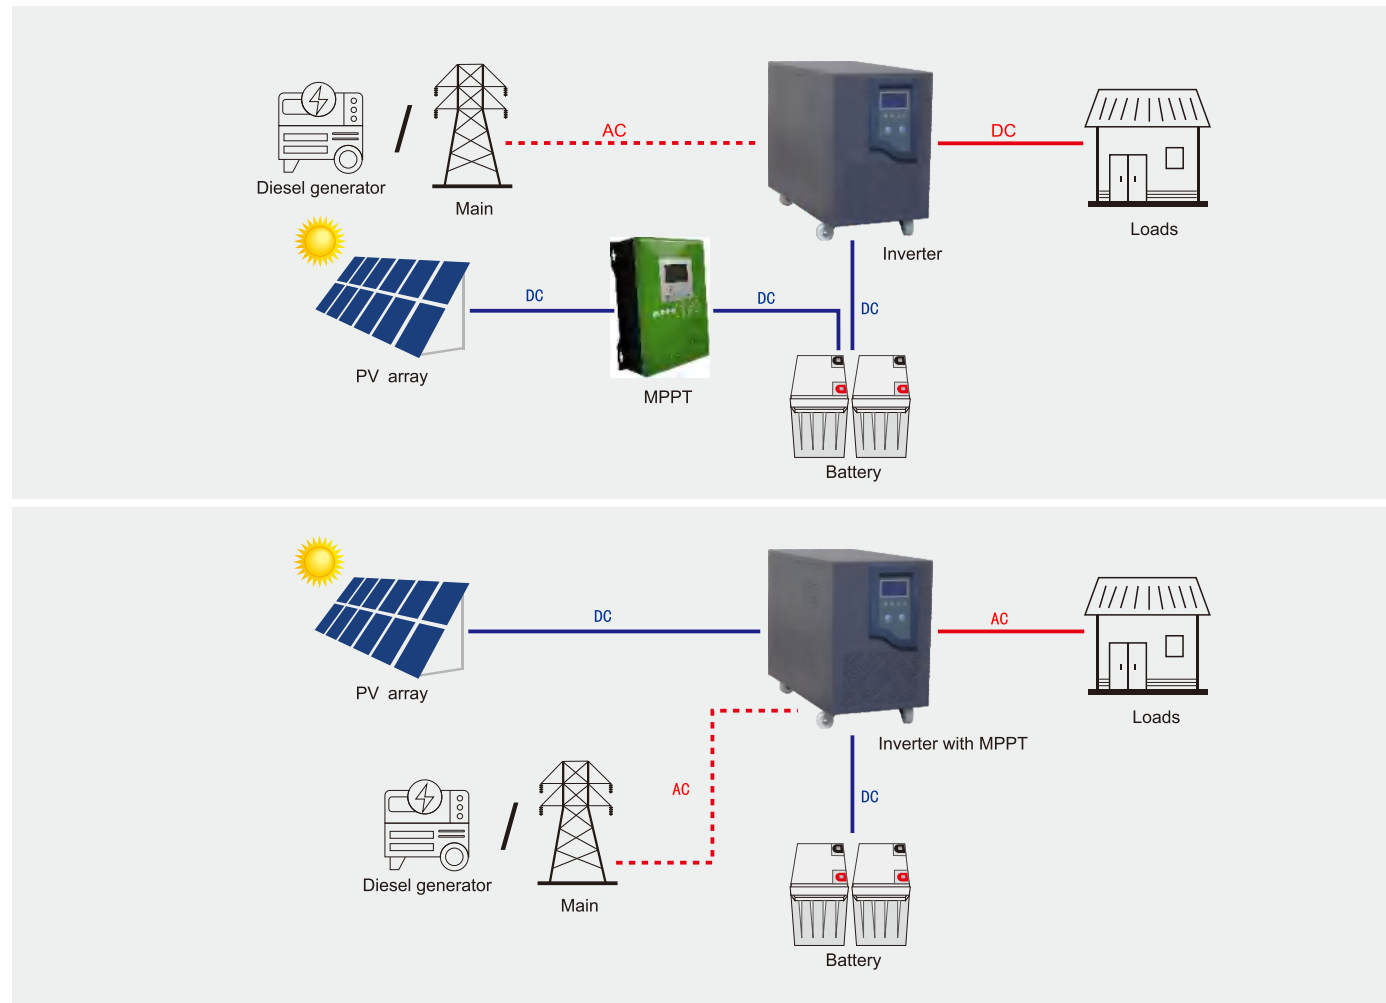 AC
DC
Diesel generator
Main
Loads
Inverter
DC
DC
DC
PV array
MPPT
Battery
DC
AC
PV array
Loads
Inverter with MPPT
AC
DC
Diesel generator
Main
Battery